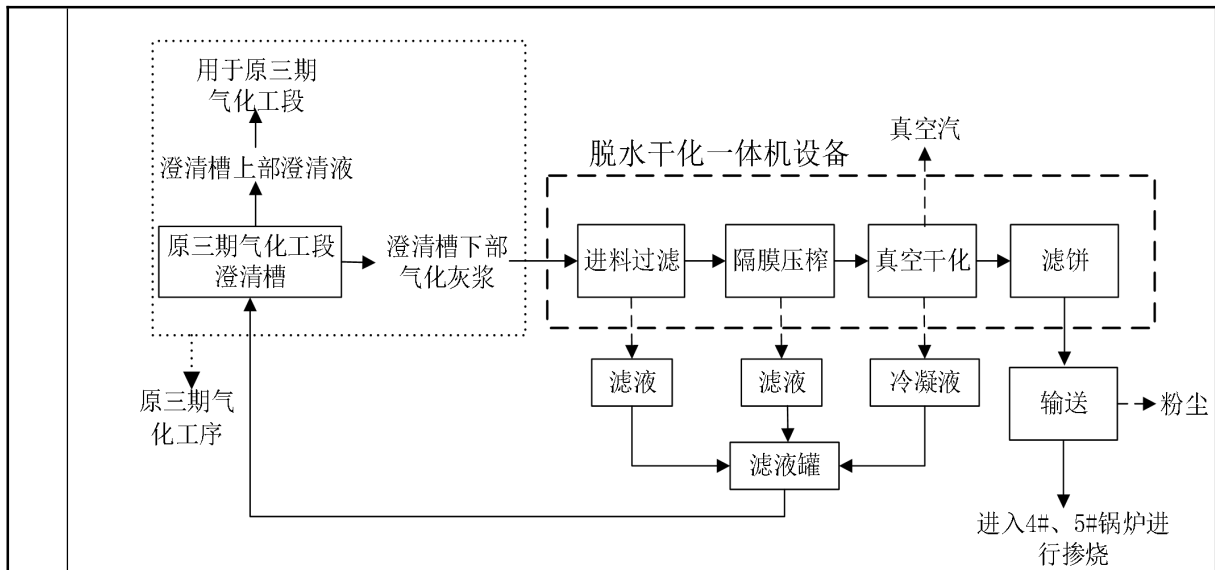 用于原三期
气化工段
澄清槽上部澄清液
原三期气化工段
澄清槽
澄清槽下部
气化灰浆
原三期气
化工序
脱水干化一体机设备
真空汽
进料过滤
隔膜压榨
真空干化
滤饼
滤液
滤液
冷凝液
输送
粉尘
滤液罐
进入4#、5#锅炉进
行掺烧